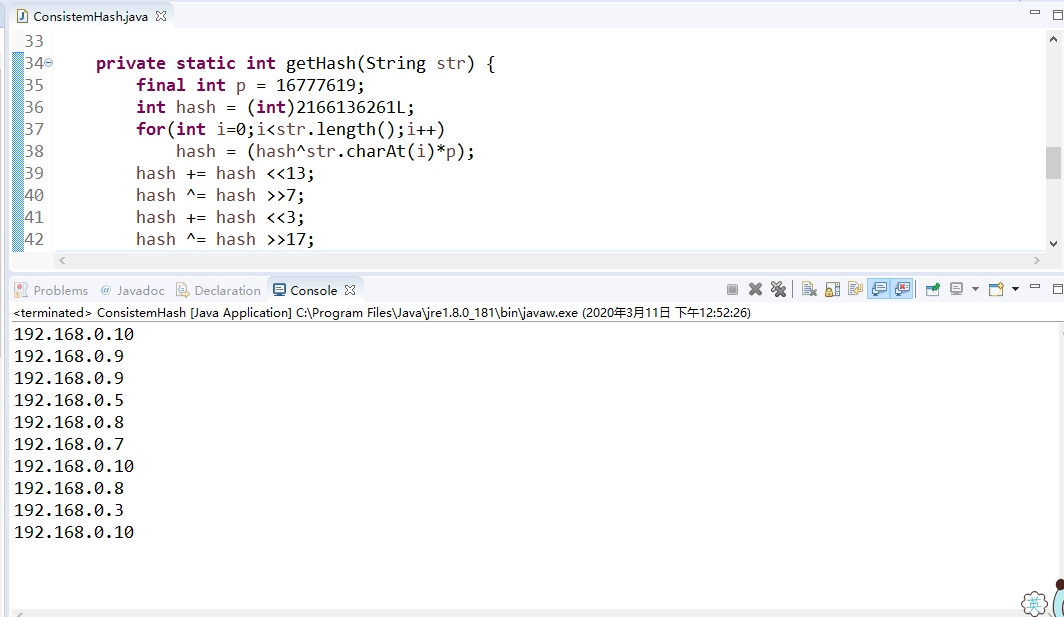 ConsistemHash.java
33
34 private static int getHash(String str) {
35 final int p = 16777619;
36 int hash = (int)2166136261L;
37 for(int i=0;i<str.length();i++)
38 hash = (hash^str.charAt(i)*p);
39 hash += hash <<13;
40 hash ^= hash >>7;
41 hash += hash <<3;
42 hash ^= hash >>17;
Problems @ Javadoc Declaration Console
<terminated> ConsistemHash [Java Application] C:\Program Files\Java\jre1.8.0_181\bin\javaw.exe (2020年3月11日 下午12:52:26)
192.168.0.10
192.168.0.9
192.168.0.9
192.168.0.5
192.168.0.8
192.168.0.7
192.168.0.10
192.168.0.8
192.168.0.3
192.168.0.10
英